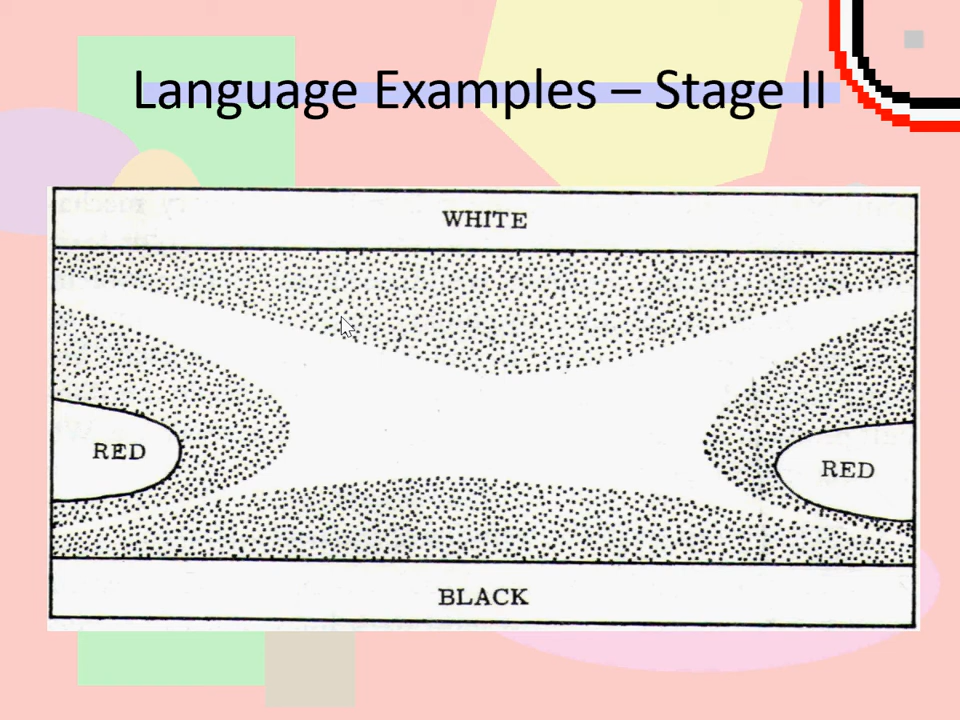 Language Examples – Stage II
WHITE
RED
RED
BLACK